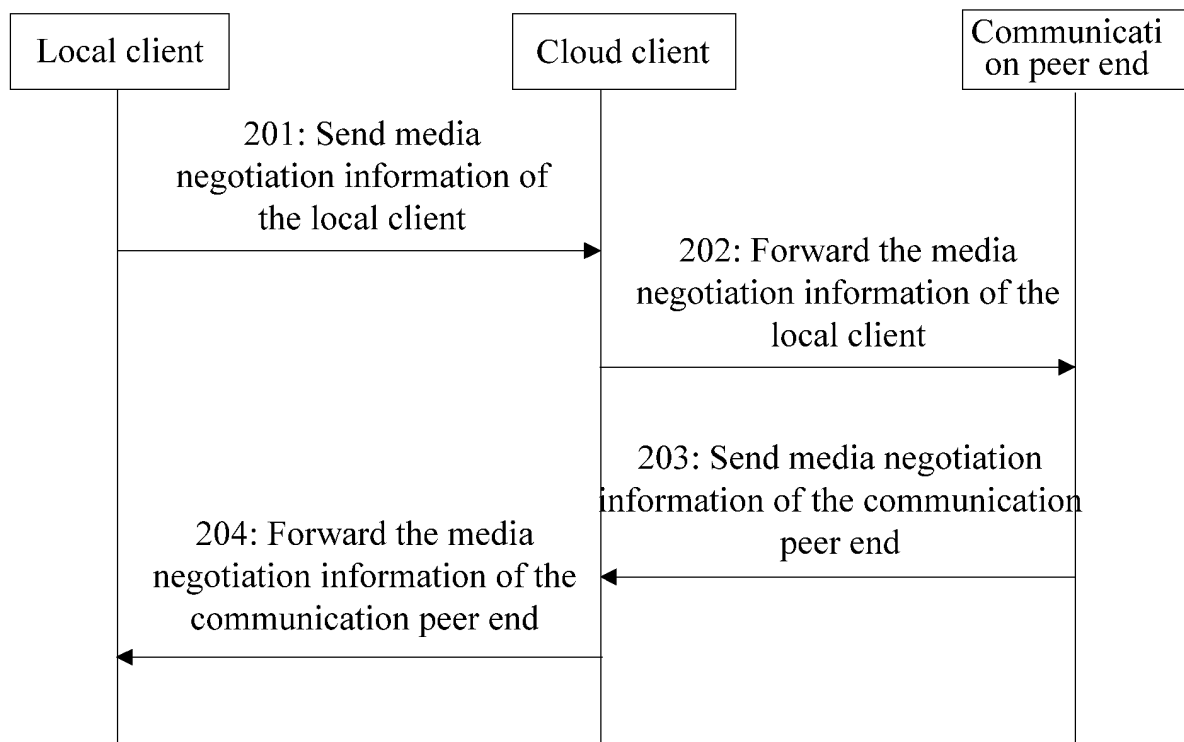 Local client
Cloud client
Communicati
on peer end
201: Send media
negotiation information of
the local client
202: Forward the media
negotiation information of the
local client
203: Send media negotiation
information of the communication
peer end
204: Forward the media
negotiation information of the
communication peer end